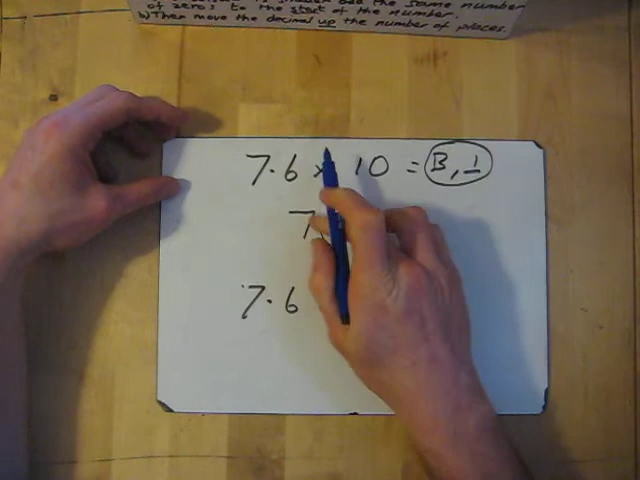 of zeros to the start of the number.
b) Then move the decimal up the number of places.
7.6 x 10 = B, 1
7
7.6